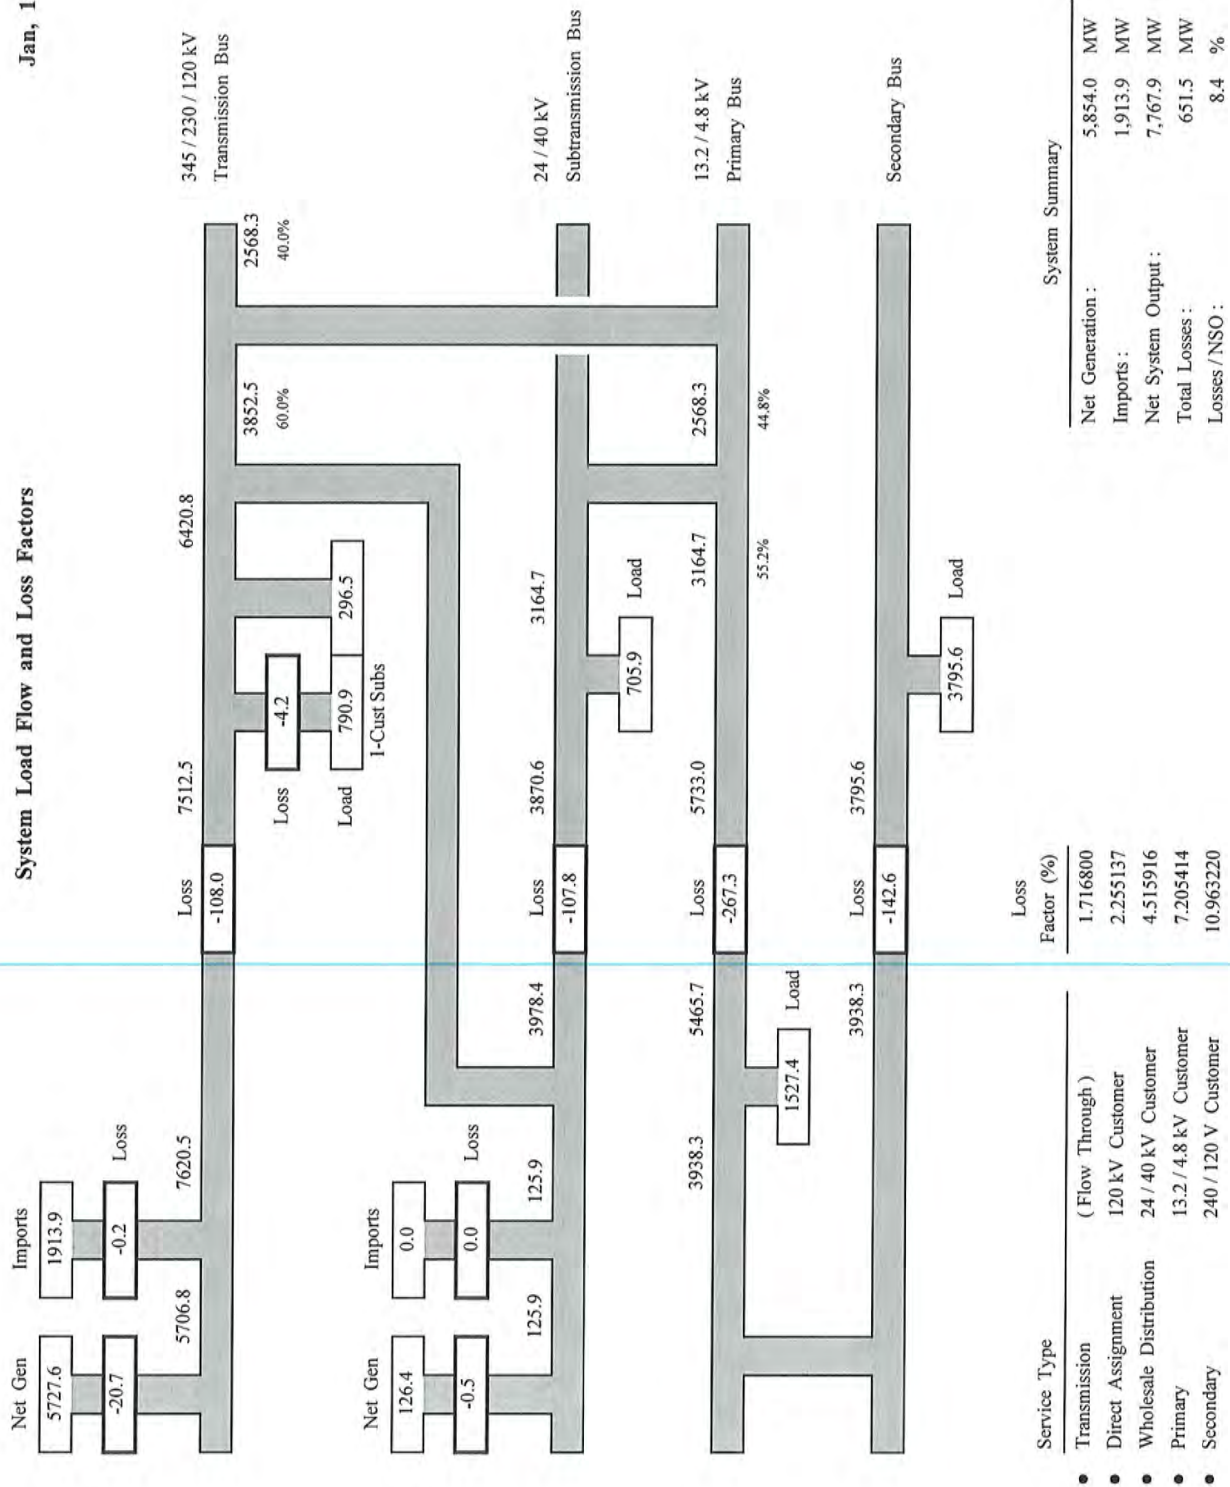 System Load Flow and Loss Factors
Jan, 1
Net Gen
Imports
5727.6
1913.9
-20.7
-0.2
Loss
5706.8
7620.5
Loss
-108.0
7512.5
6420.8
345 / 230 / 120 kV
Transmission Bus
Loss
-4.2
Load
790.9
296.5
1-Cust Subs
3852.5
60.0%
2568.3
40.0%
Net Gen
Imports
126.4
0.0
-0.5
0.0
Loss
125.9
125.9
3978.4
Loss
-107.8
3870.6
3164.7
24 / 40 kV
Subtransmission Bus
705.9
Load
3938.3
5465.7
Loss
-267.3
5733.0
3164.7
2568.3
13.2 / 4.8 kV
Primary Bus
1527.4
Load
55.2%
44.8%
3938.3
Loss
-142.6
3795.6
Secondary Bus
3795.6
Load
Service Type
Loss
Factor (%)
• Transmission ( Flow Through ) 1.716800
• Direct Assignment 120 kV Customer 2.255137
• Wholesale Distribution 24 / 40 kV Customer 4.515916
• Primary 13.2 / 4.8 kV Customer 7.205414
• Secondary 240 / 120 V Customer 10.963220
System Summary
Net Generation : 5,854.0 MW
Imports : 1,913.9 MW
Net System Output : 7,767.9 MW
Total Losses : 651.5 MW
Losses / NSO : 8.4 %